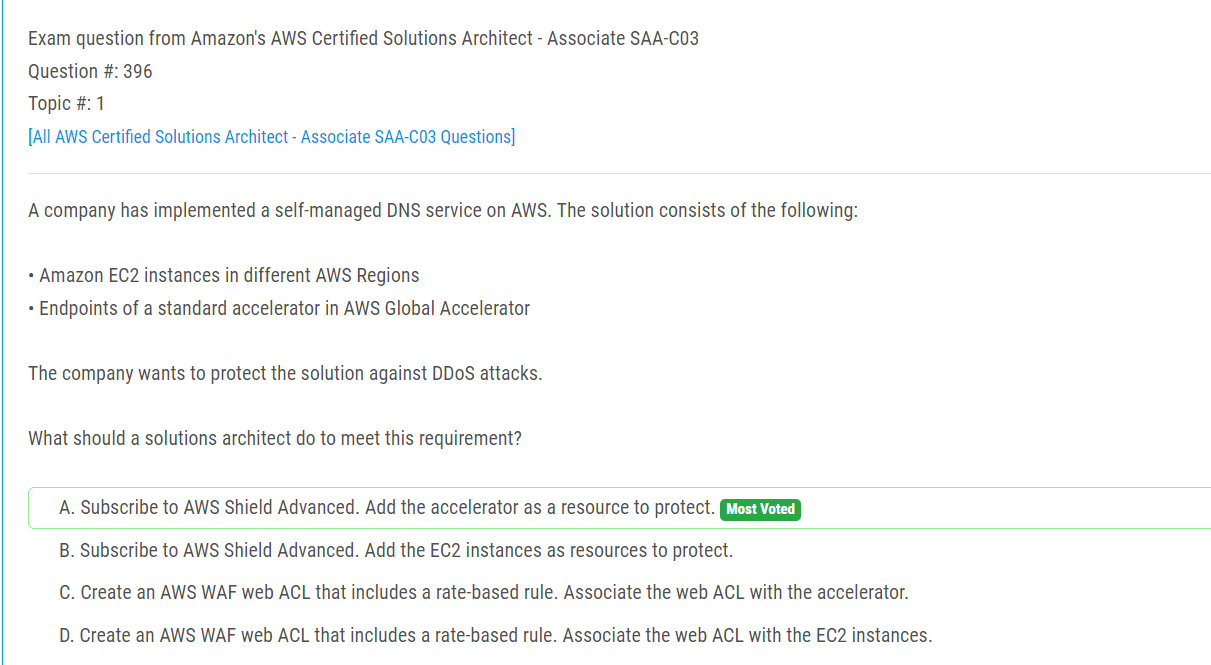 Exam question from Amazon's AWS Certified Solutions Architect - Associate SAA-C03
Question #: 396
Topic #: 1
[All AWS Certified Solutions Architect - Associate SAA-C03 Questions]
A company has implemented a self-managed DNS service on AWS. The solution consists of the following:
• Amazon EC2 instances in different AWS Regions
• Endpoints of a standard accelerator in AWS Global Accelerator
The company wants to protect the solution against DDoS attacks.
What should a solutions architect do to meet this requirement?
A. Subscribe to AWS Shield Advanced. Add the accelerator as a resource to protect. Most Voted
B. Subscribe to AWS Shield Advanced. Add the EC2 instances as resources to protect.
C. Create an AWS WAF web ACL that includes a rate-based rule. Associate the web ACL with the accelerator.
D. Create an AWS WAF web ACL that includes a rate-based rule. Associate the web ACL with the EC2 instances.